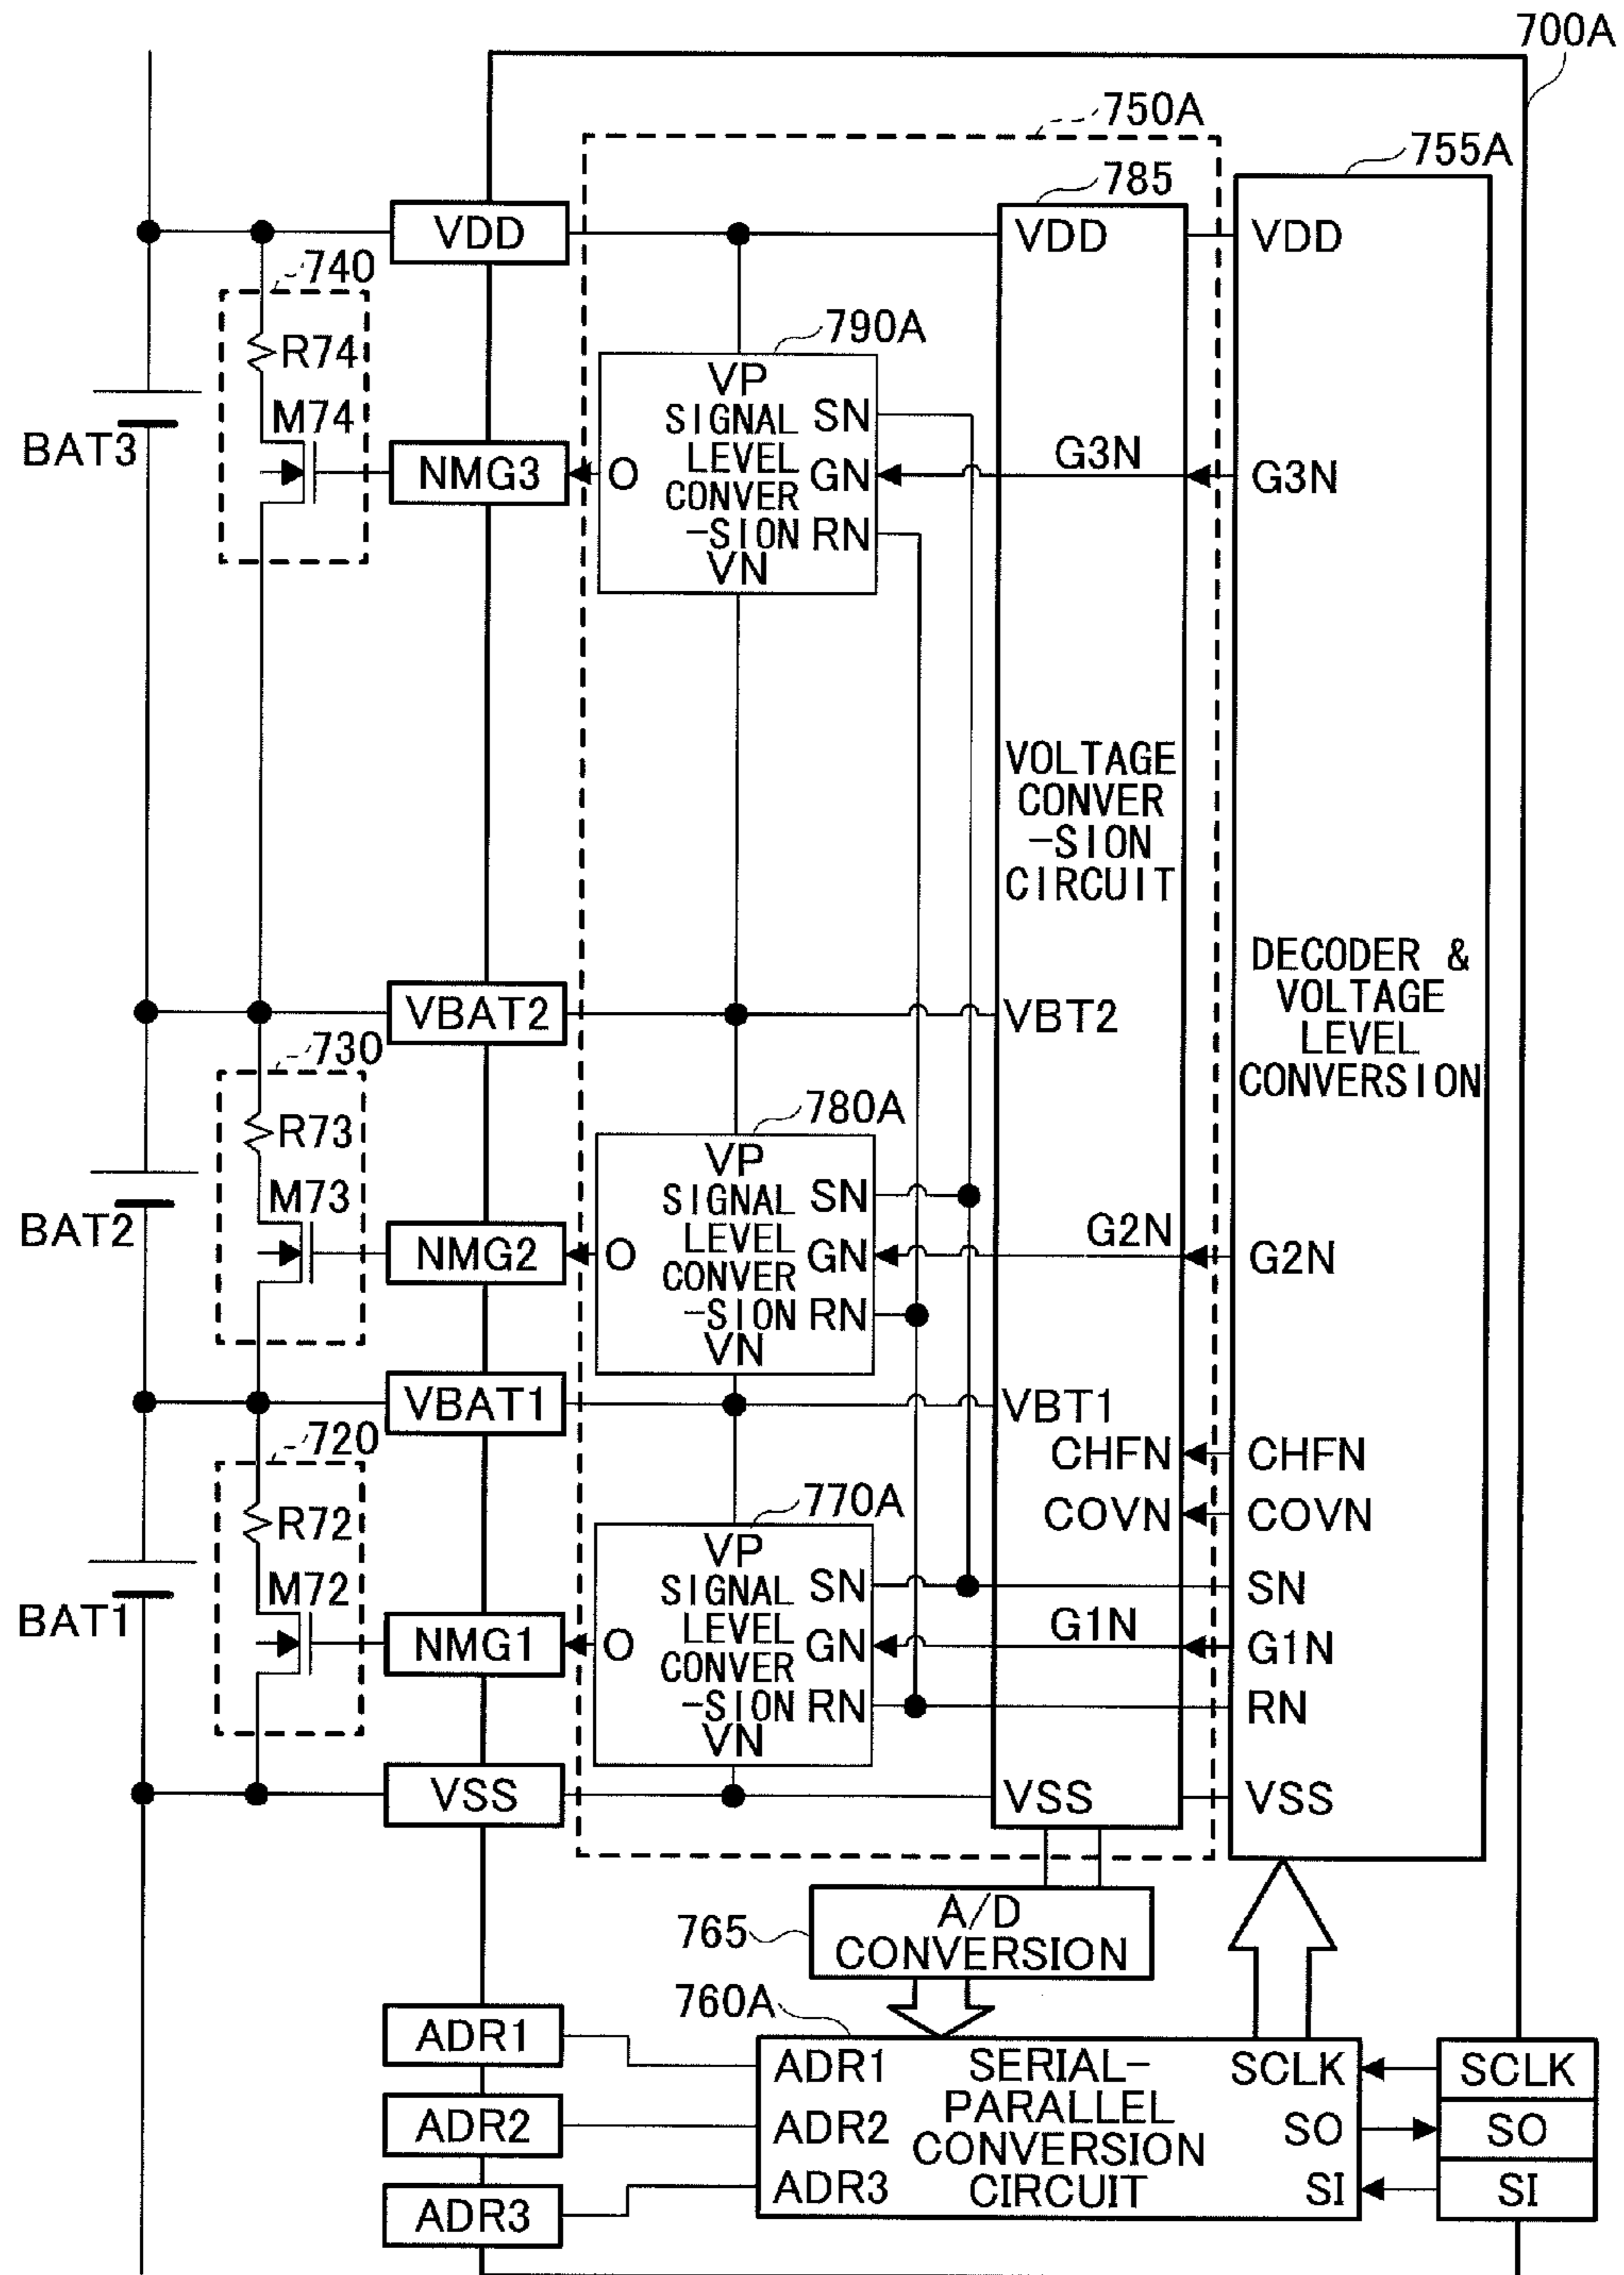 700A
750A
755A
785
VDD
VDD
VDD
740
790A
R74
VP
SIGNAL
LEVEL
CONVER
-SION
VN
SN
GN
RN
O
M74
BAT3
NMG3
G3N
G3N
VOLTAGE
CONVER
-SION
CIRCUIT
DECODER &
VOLTAGE
LEVEL
CONVERSION
VBAT2
VBT2
730
780A
R73
VP
SIGNAL
LEVEL
CONVER
-SION
VN
SN
GN
RN
O
M73
BAT2
NMG2
G2N
G2N
VBAT1
VBT1
720
CHFN
CHFN
770A
COVN
COVN
R72
VP
SIGNAL
LEVEL
CONVER
-SION
VN
SN
GN
RN
O
M72
BAT1
NMG1
SN
G1N
G1N
RN
VSS
VSS
VSS
765
A/D
CONVERSION
760A
ADR1
ADR2
ADR3
ADR1
ADR2
ADR3
SERIAL-
PARALLEL
CONVERSION
CIRCUIT
SCLK
SO
SI
SCLK
SO
SI